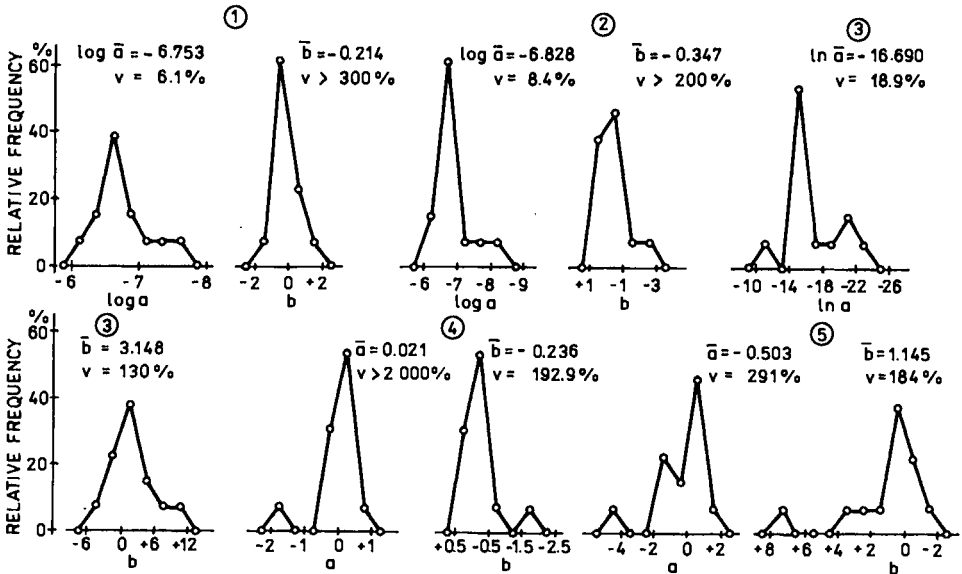 ① ② ③
% log a̅ = -6.753 b̅ = -0.214 log a̅ = -6.828 b̅ = -0.347 ln a̅ = -16.690
v = 6.1% v > 300% v = 8.4% v > 200% v = 18.9%
60
40
20
0
RELATIVE FREQUENCY
-6 -7 -8 -2 0 +2 -6 -7 -8 -9 +1 -1 -3 -10 -14 -18 -22 -26
log a b log a b ln a
③ ④ ⑤
% b̅ = 3.148 a̅ = 0.021 b̅ = -0.236 a̅ = -0.503 b̅ = 1.145
v = 130% v > 2 000% v = 192.9% v = 291% v = 184%
60
40
20
0
RELATIVE FREQUENCY
-6 0 +6 +12 -2 -1 0 +1 +0.5 -0.5 -1.5 -2.5 -4 -2 0 +2 +8 +6 +4 +2 0 -2
b a b a b